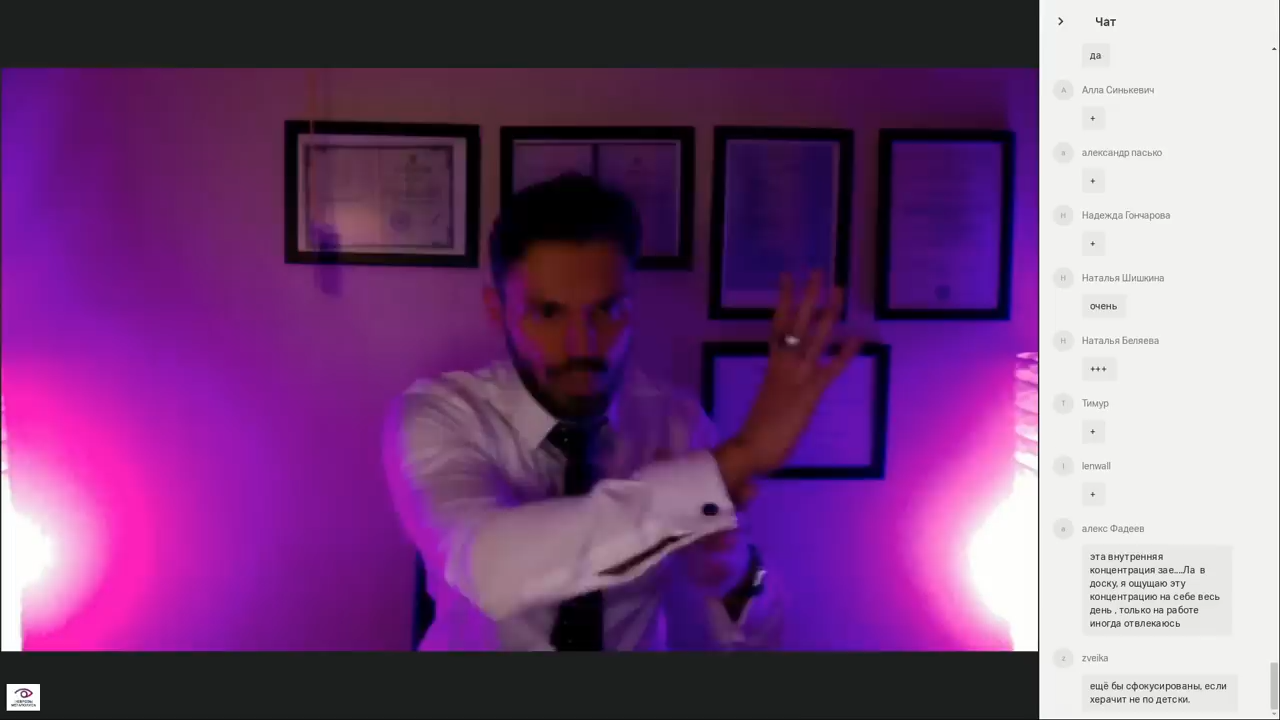 Чат
да
А
Алла Синькевич
+
а
александр пасько
+
Н
Надежда Гончарова
+
Н
Наталья Шишкина
очень
Н
Наталья Беляева
+++
Т
Тимур
+
l
lenwall
+
а
алекс Фадеев
эта внутренняя
концентрация зае....Ла в
доску, я ощущаю эту
концентрацию на себе весь
день , только на работе
иногда отвлекаюсь
z
zveika
ещё бы сфокусированы, если
херачит не по детски.